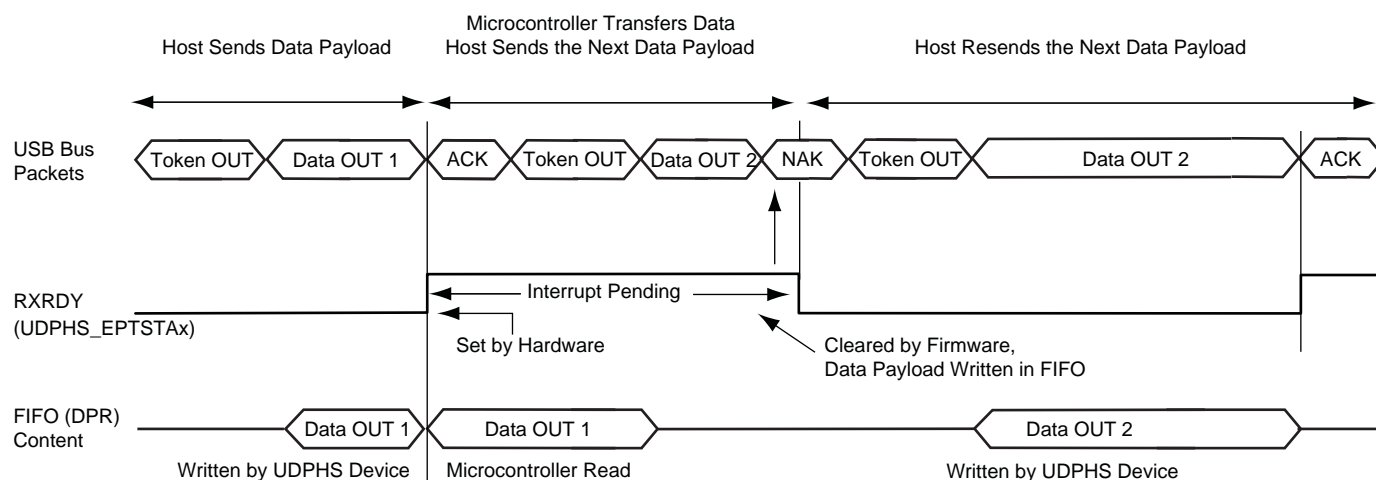 Host Sends Data Payload
Microcontroller Transfers Data
Host Sends the Next Data Payload
Host Resends the Next Data Payload
USB Bus
Packets
Token OUT
Data OUT 1
ACK
Token OUT
Data OUT 2
NAK
Token OUT
Data OUT 2
ACK
RXRDY
(UDPHS_EPTSTAx)
Interrupt Pending
Set by Hardware
Cleared by Firmware,
Data Payload Written in FIFO
FIFO (DPR)
Content
Data OUT 1
Data OUT 1
Data OUT 2
Written by UDPHS Device
Microcontroller Read
Written by UDPHS Device